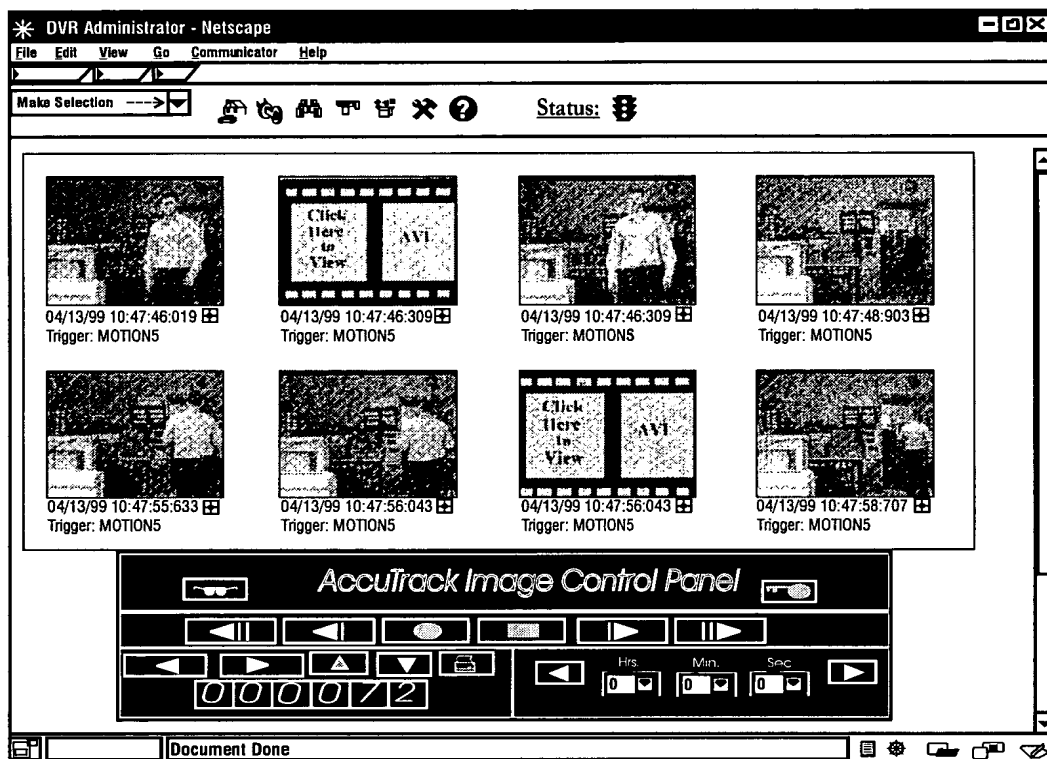 DVR Administrator - Netscape
File Edit View Go Communicator Help
Make Selection ---->
Status:
Click Here to View AVI
04/13/99 10:47:46:019 04/13/99 10:47:46:309 04/13/99 10:47:46:309 04/13/99 10:47:48:903
Trigger: MOTION5 Trigger: MOTION5 Trigger: MOTION5 Trigger: MOTION5
Click Here to View AVI
04/13/99 10:47:55:633 04/13/99 10:47:56:043 04/13/99 10:47:56:043 04/13/99 10:47:58:707
Trigger: MOTION5 Trigger: MOTION5 Trigger: MOTION5 Trigger: MOTION5
AccuTrack Image Control Panel
Hrs. Min. Sec
0 0 0
000072
Document Done